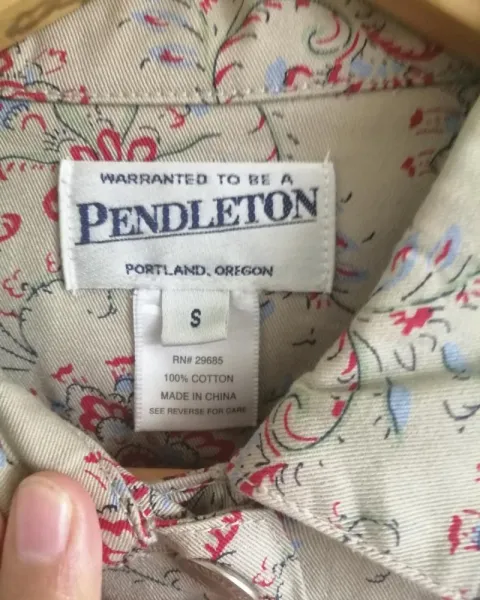 WARRANTED TO BE A
PENDLETON
PORTLAND, OREGON
S
RN# 29685
100% COTTON
MADE IN CHINA
SEE REVERSE FOR CARE